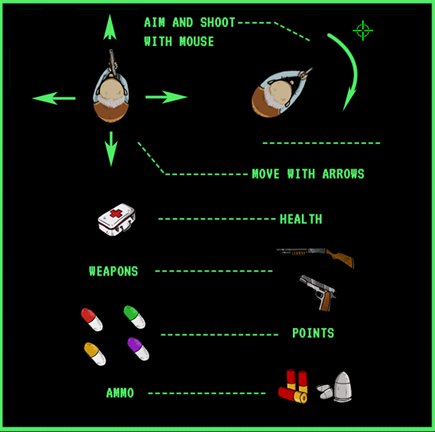 AIM AND SHOOT
WITH MOUSE
MOVE WITH ARROWS
HEALTH
WEAPONS
POINTS
AMMO